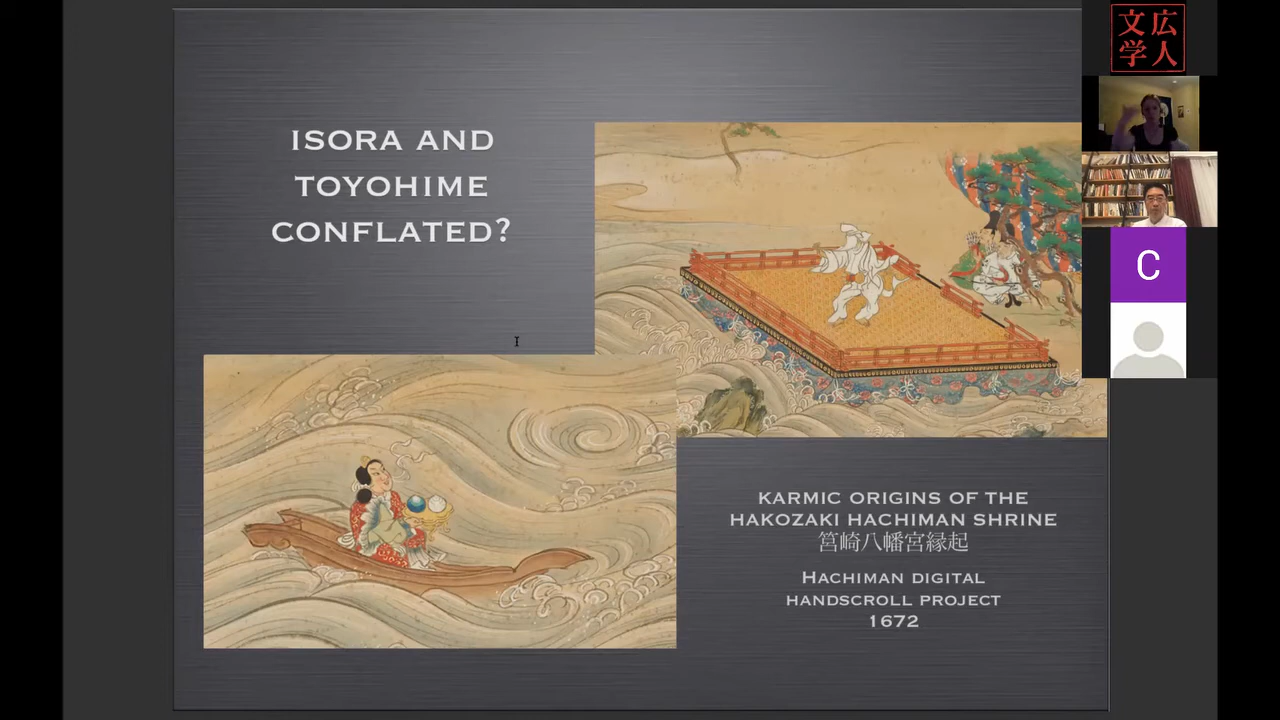 ISORA AND
TOYOHIME
CONFLATED?
KARMIC ORIGINS OF THE
HAKOZAKI HACHIMAN SHRINE
筥崎八幡宮縁起
HACHIMAN DIGITAL
HANDSCROLL PROJECT
1672
文広
学人
C